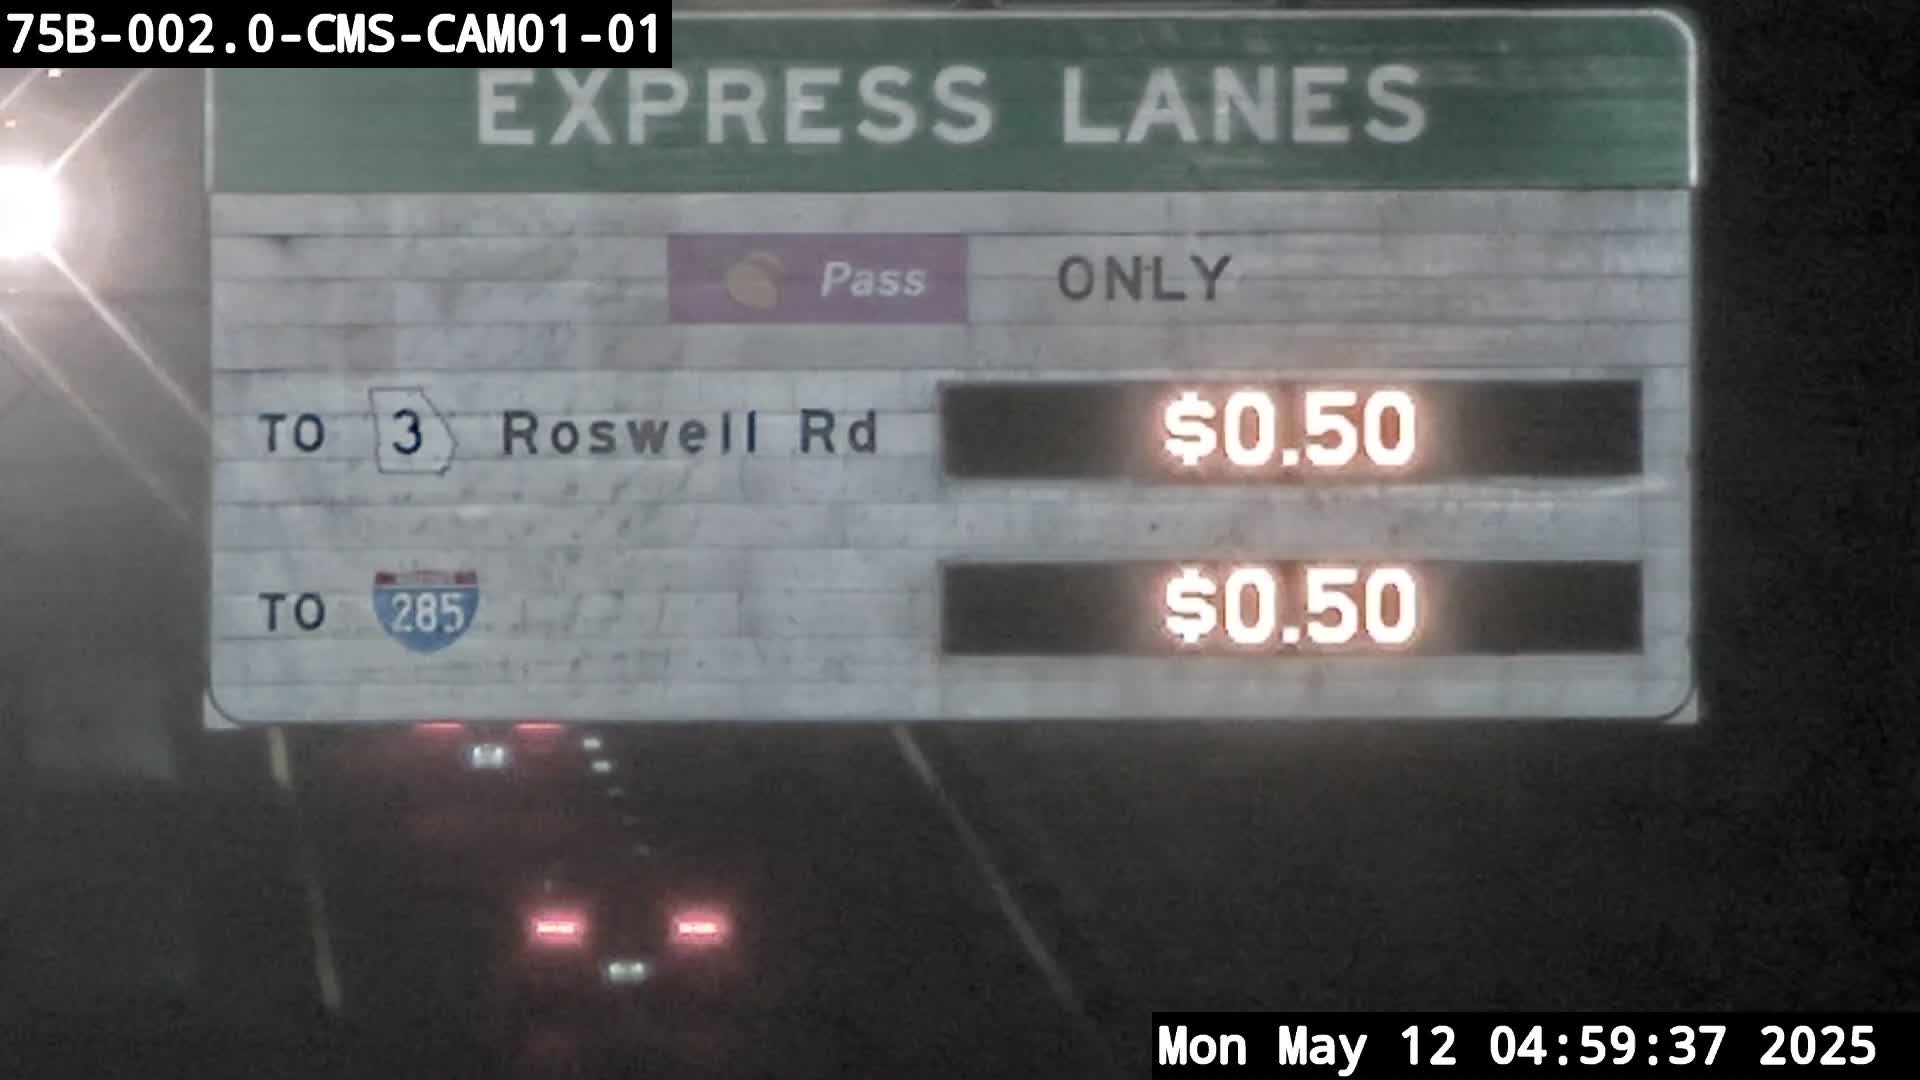 75B-002.0-CMS-CAM01-01
EXPRESS LANES
Pass ONLY
TO 3 Roswell Rd $0.50
TO 285 $0.50
Mon May 12 04:59:37 2025